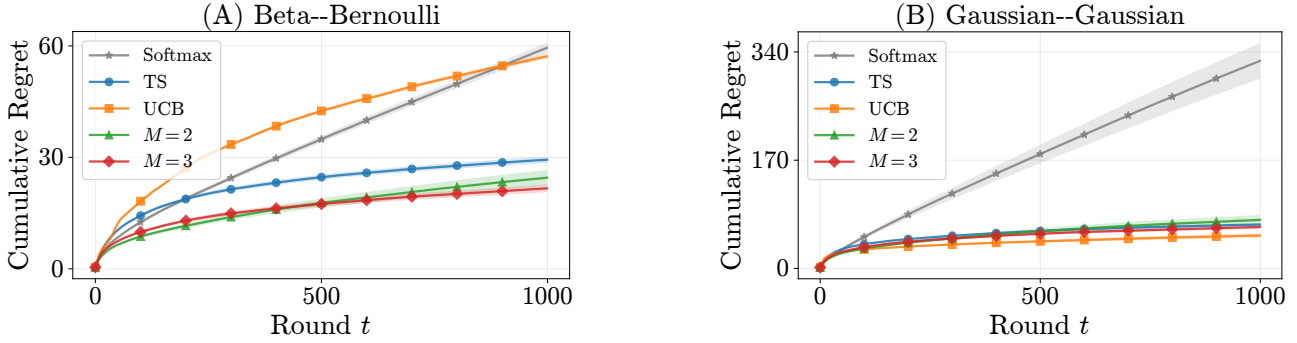 (A) Beta--Bernoulli
Cumulative Regret
60
30
0
Softmax
TS
UCB
M = 2
M = 3
0
500
1000
Round t
(B) Gaussian--Gaussian
Cumulative Regret
340
170
0
Softmax
TS
UCB
M = 2
M = 3
0
500
1000
Round t